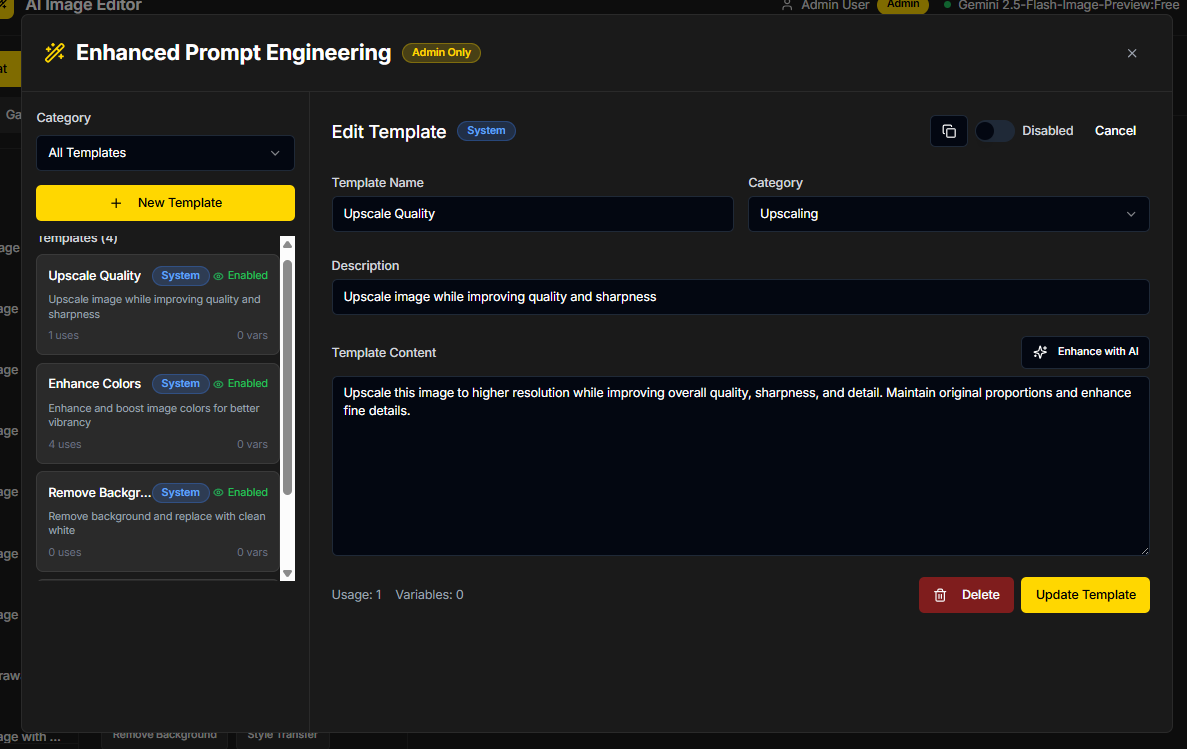 AI Image Editor
Admin User
Admin
Gemini 2.5-Flash-Image-Preview:Free
Enhanced Prompt Engineering
Admin Only
Category
All Templates
New Template
Templates (4)
Upscale Quality
System
Enabled
Upscale image while improving quality and
sharpness
1 uses
0 vars
Enhance Colors
System
Enabled
Enhance and boost image colors for better
vibrancy
4 uses
0 vars
Remove Backgr...
System
Enabled
Remove background and replace with clean
white
0 uses
0 vars
Edit Template
System
Disabled
Cancel
Template Name
Category
Upscale Quality
Upscaling
Description
Upscale image while improving quality and sharpness
Template Content
Enhance with AI
Upscale this image to higher resolution while improving overall quality, sharpness, and detail. Maintain original proportions and enhance
fine details.
Usage: 1
Variables: 0
Delete
Update Template
with ...
Remove Background
Style Transfer